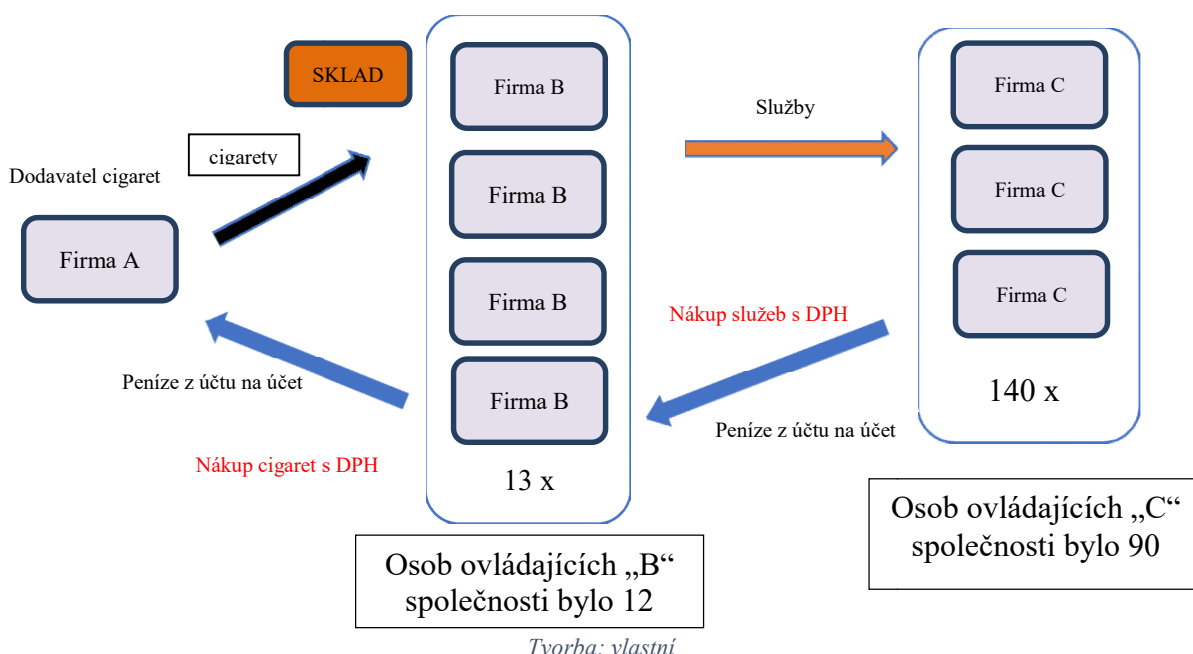 SKLAD
cigarety
Dodavatel cigaret
Firma A
Firma B
Firma B
Firma B
Firma B
13 x
Služby
Firma C
Firma C
Firma C
140 x
Nákup služeb s DPH
Peníze z účtu na účet
Peníze z účtu na účet
Nákup cigaret s DPH
Osob ovládajících „B“
společnosti bylo 12
Osob ovládajících „C“
společnosti bylo 90
Tvorba: vlastní